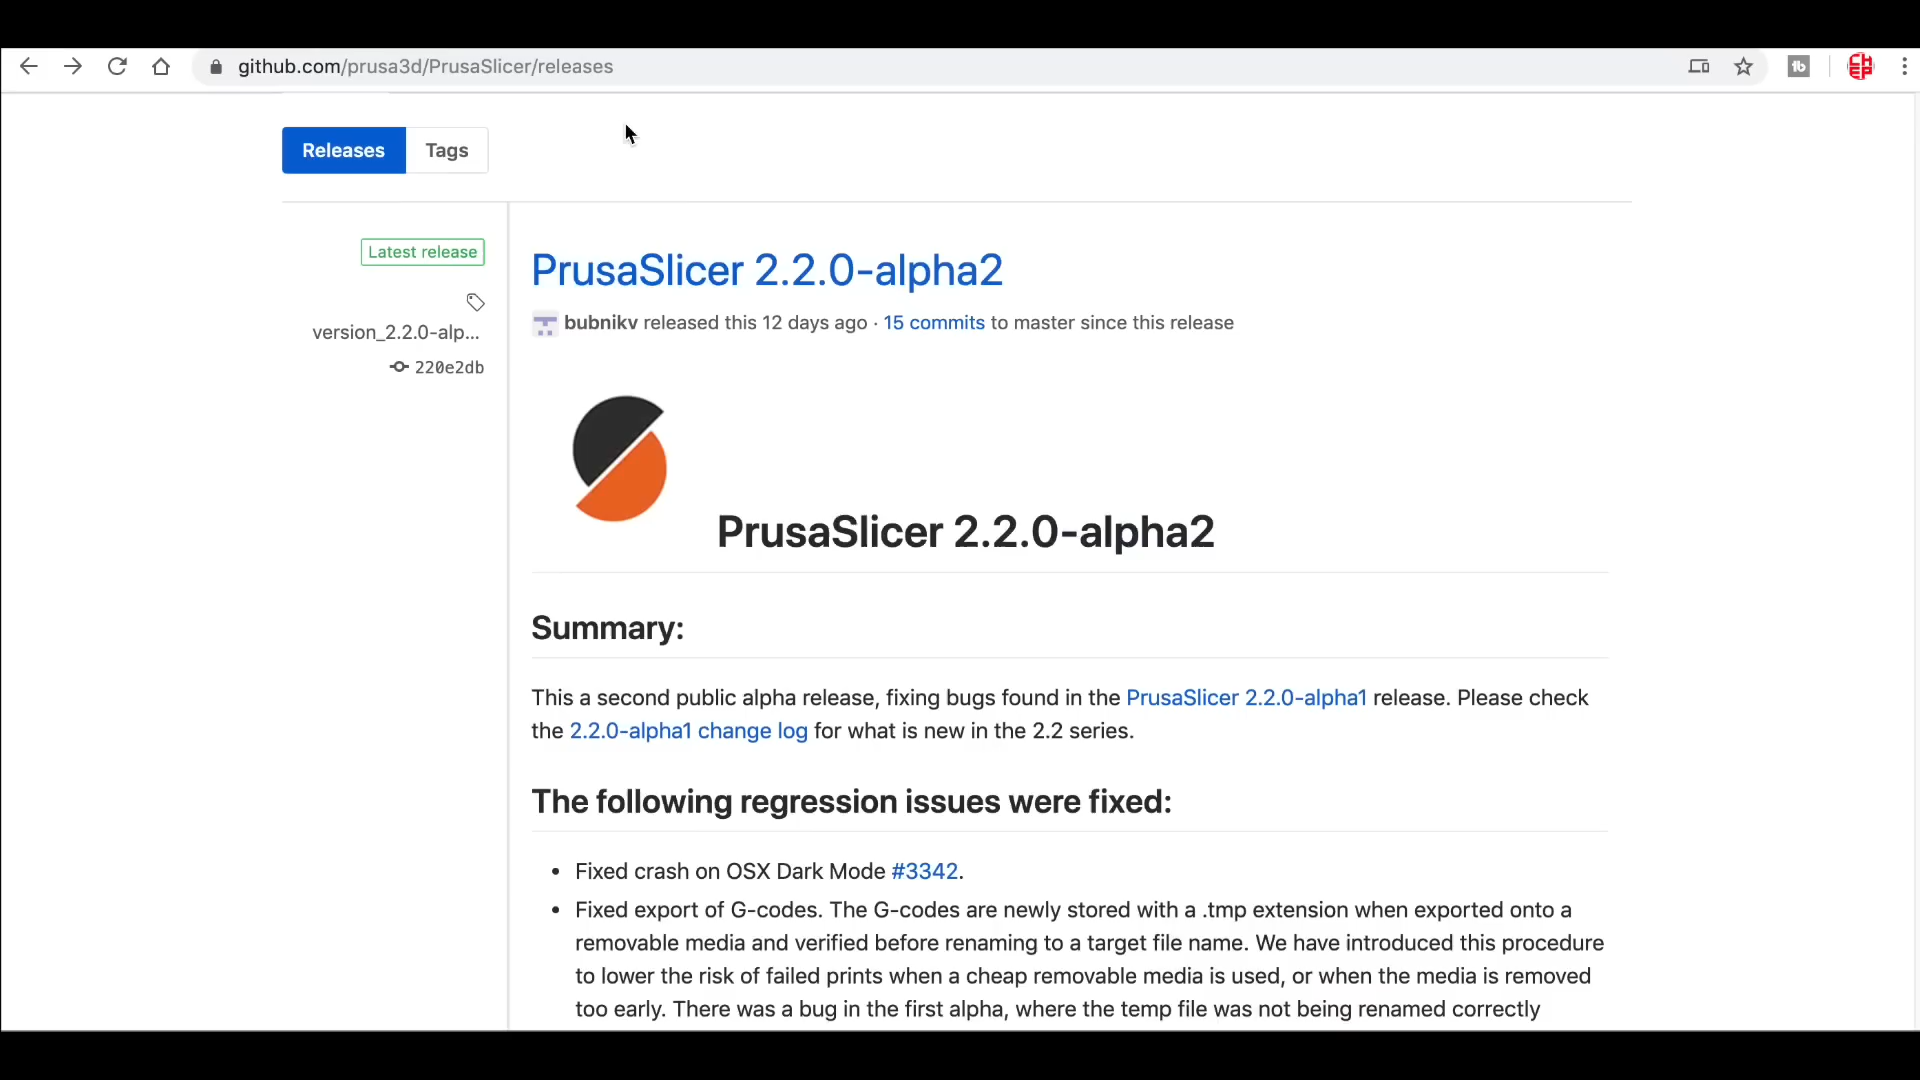 github.com/prusa3d/PrusaSlicer/releases
Releases
Tags
Latest release
version_2.2.0-alp...
220e2db
PrusaSlicer 2.2.0-alpha2
bubnikv released this 12 days ago · 15 commits to master since this release
PrusaSlicer 2.2.0-alpha2
Summary:
This a second public alpha release, fixing bugs found in the PrusaSlicer 2.2.0-alpha1 release. Please check
the 2.2.0-alpha1 change log for what is new in the 2.2 series.
The following regression issues were fixed:
• Fixed crash on OSX Dark Mode #3342.
• Fixed export of G-codes. The G-codes are newly stored with a .tmp extension when exported onto a
removable media and verified before renaming to a target file name. We have introduced this procedure
to lower the risk of failed prints when a cheap removable media is used, or when the media is removed
too early. There was a bug in the first alpha, where the temp file was not being renamed correctly